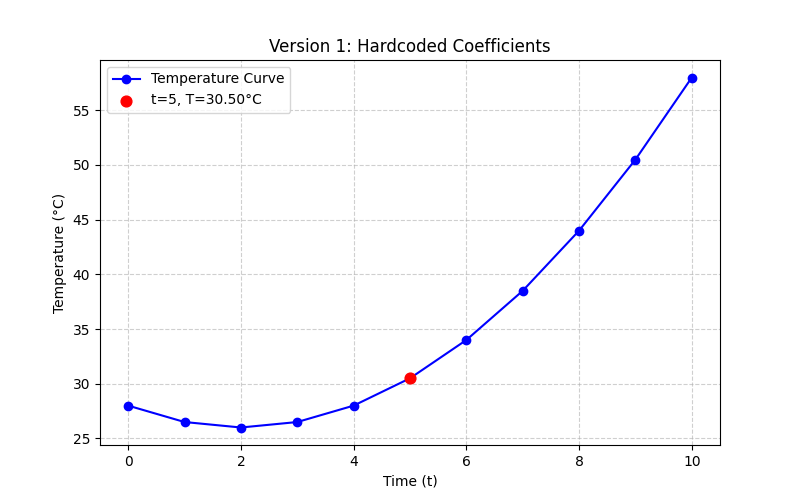 Version 1: Hardcoded Coefficients
Temperature Curve
t=5, T=30.50°C
Temperature (°C)
55
50
45
40
35
30
25
0 2 4 6 8 10
Time (t)